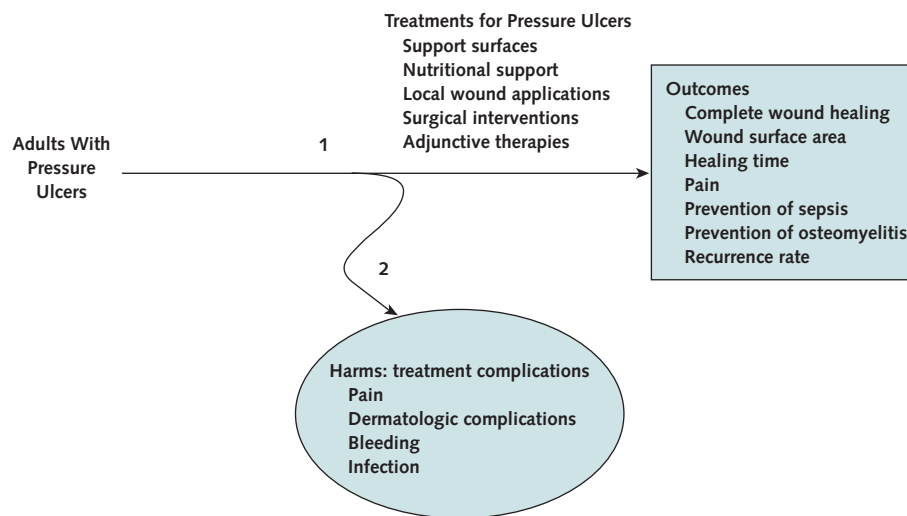 Treatments for Pressure Ulcers
Support surfaces
Nutritional support
Local wound applications
Surgical interventions
Adjunctive therapies
Adults With
Pressure
Ulcers
1
Outcomes
Complete wound healing
Wound surface area
Healing time
Pain
Prevention of sepsis
Prevention of osteomyelitis
Recurrence rate
2
Harms: treatment complications
Pain
Dermatologic complications
Bleeding
Infection